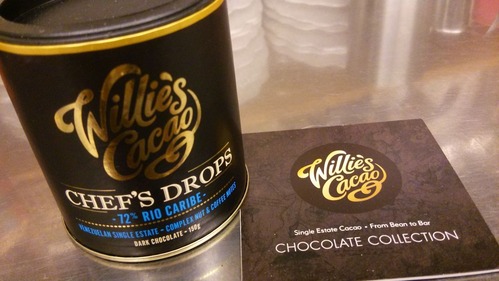 Willie's
Cacao
CHEF'S DROPS
- 72% RIO CARIBE -
VENEZUELAN SINGLE ESTATE - COMPLEX NUT & COFFEE NOTES
DARK CHOCOLATE - 150g
Willie's
Cacao
Single Estate Cacao • From Bean to Bar
CHOCOLATE COLLECTION